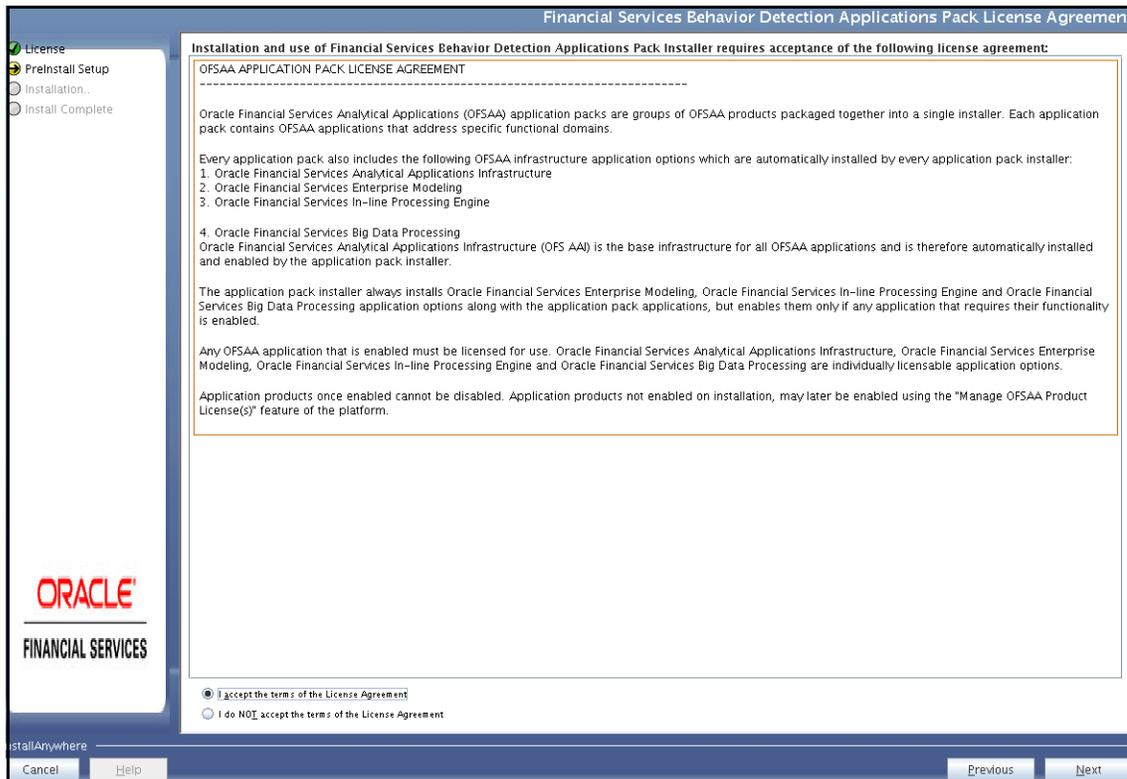 Financial Services Behavior Detection Applications Pack License Agreemen
License
PreInstall Setup
Installation..
Install Complete
Installation and use of Financial Services Behavior Detection Applications Pack Installer requires acceptance of the following license agreement:
OFSAA APPLICATION PACK LICENSE AGREEMENT
--------------------------------------------------------------------------
Oracle Financial Services Analytical Applications (OFSAA) application packs are groups of OFSAA products packaged together into a single installer. Each application
pack contains OFSAA applications that address specific functional domains.
Every application pack also includes the following OFSAA infrastructure application options which are automatically installed by every application pack installer:
1. Oracle Financial Services Analytical Applications Infrastructure
2. Oracle Financial Services Enterprise Modeling
3. Oracle Financial Services In-line Processing Engine
4. Oracle Financial Services Big Data Processing
Oracle Financial Services Analytical Applications Infrastructure (OFS AAI) is the base infrastructure for all OFSAA applications and is therefore automatically installed
and enabled by the application pack installer.
The application pack installer always installs Oracle Financial Services Enterprise Modeling, Oracle Financial Services In-line Processing Engine and Oracle Financial
Services Big Data Processing application options along with the application pack applications, but enables them only if any application that requires their functionality
is enabled.
Any OFSAA application that is enabled must be licensed for use. Oracle Financial Services Analytical Applications Infrastructure, Oracle Financial Services Enterprise
Modeling, Oracle Financial Services In-line Processing Engine and Oracle Financial Services Big Data Processing are individually licensable application options.
Application products once enabled cannot be disabled. Application products not enabled on installation, may later be enabled using the "Manage OFSAA Product
License(s)" feature of the platform.
ORACLE'
FINANCIAL SERVICES
I accept the terms of the License Agreement
I do NOT accept the terms of the License Agreement
stallAnywhere
Cancel
Help
Previous
Next